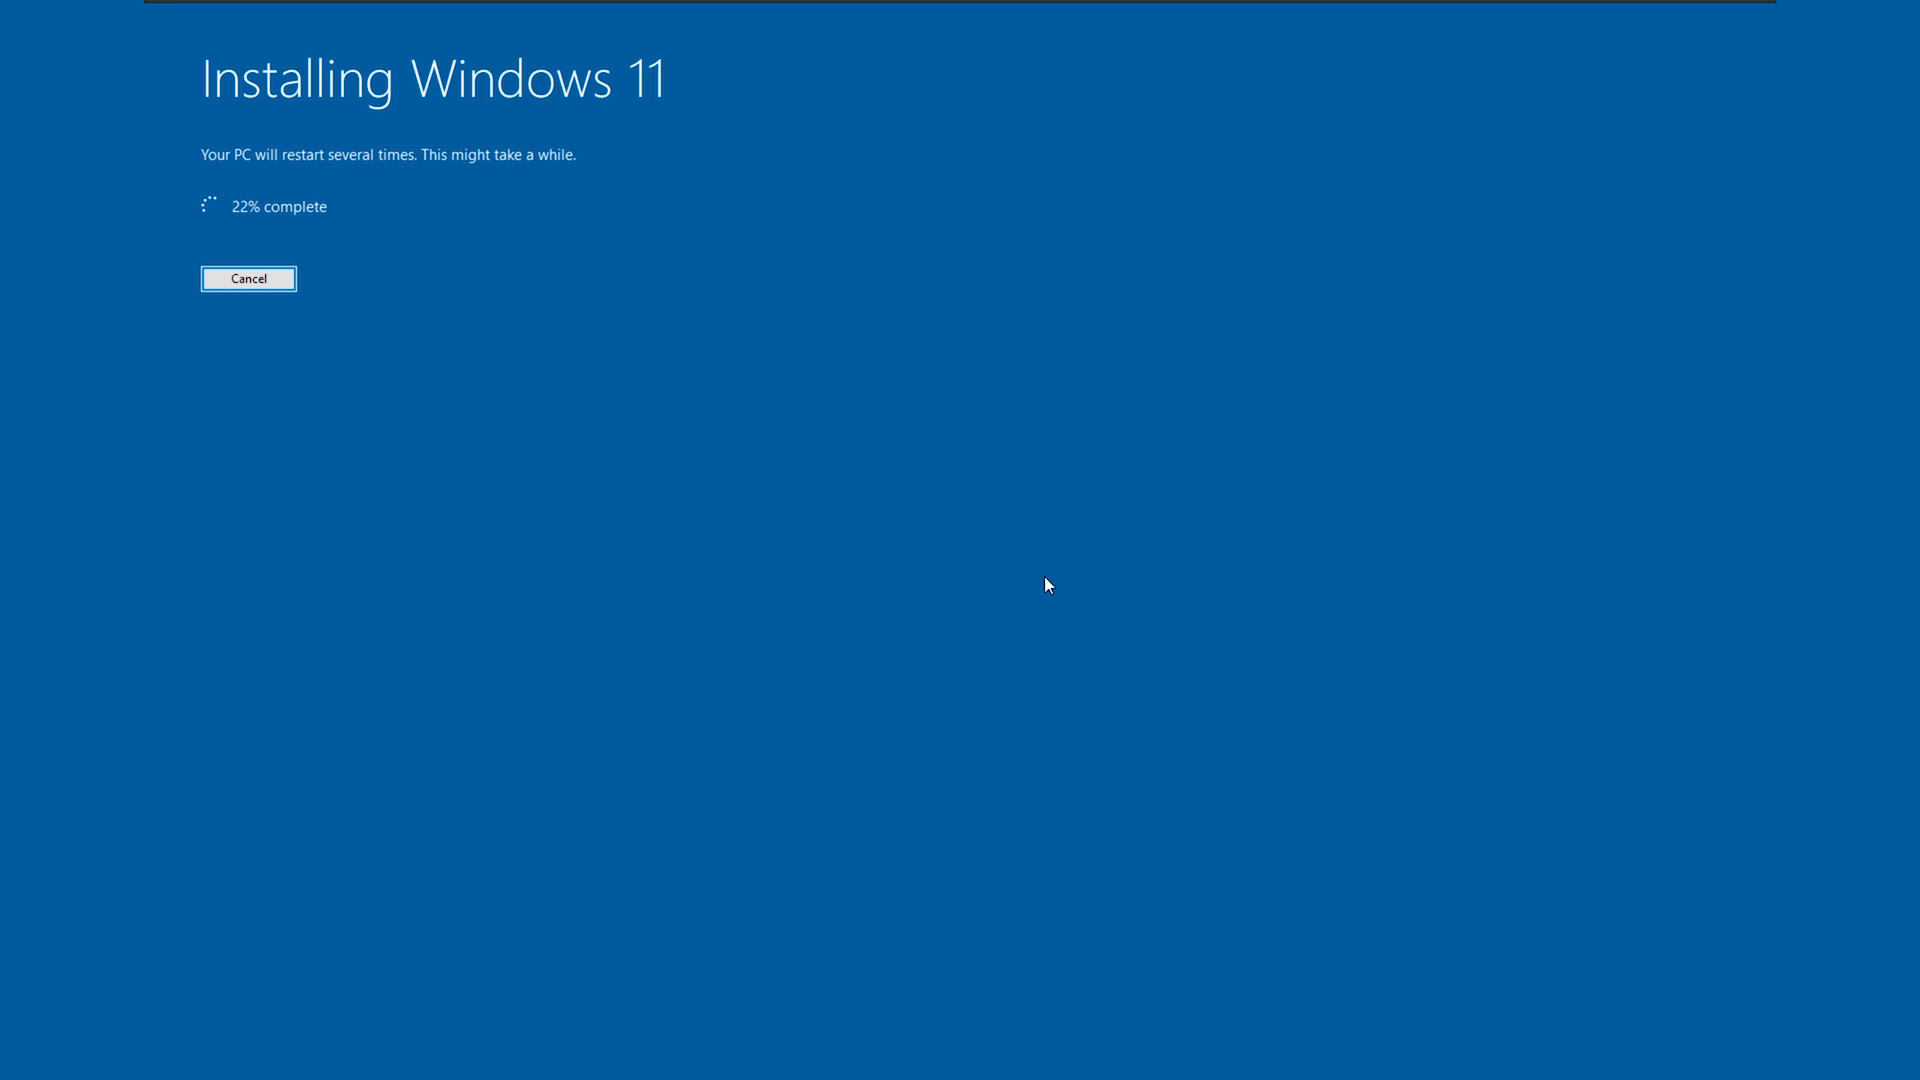 Installing Windows 11
Your PC will restart several times. This might take a while.
22% complete
Cancel